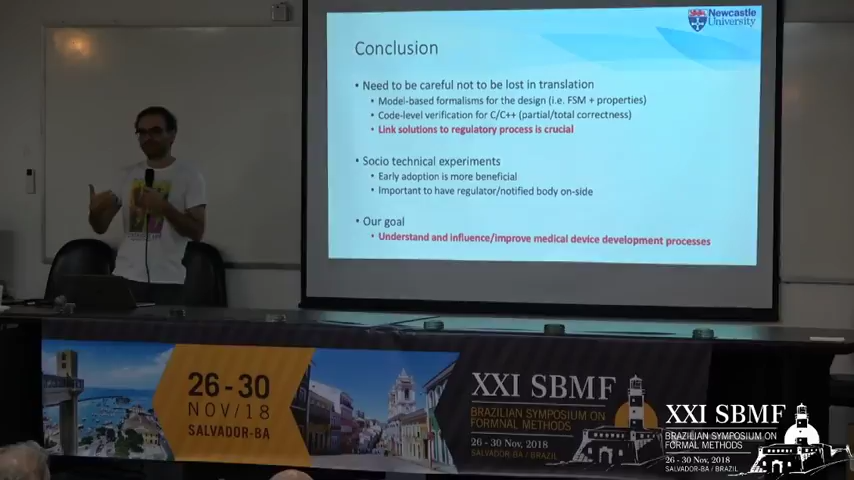 Newcastle
University
Conclusion
• Need to be careful not to be lost in translation
• Model-based formalisms for the design (i.e. FSM + properties)
• Code-level verification for C/C++ (partial/total correctness)
• Link solutions to regulatory process is crucial
• Socio technical experiments
• Early adoption is more beneficial
• Important to have regulator/notified body on-side
• Our goal
• Understand and influence/improve medical device development processes
26-30
NOV/18
SALVADOR-BA
XXI SBMF
BRAZILIAN SYMPOSIUM ON
FORMNAL METHODS
26 - 30 Nov, 2018
SALVADOR-BA / BRAZIL
XXI SBMF
BRAZILIAN SYMPOSIUM ON
FORMAL METHODS
26 - 30 Nov, 2018
SALVADOR-BA / BRAZIL